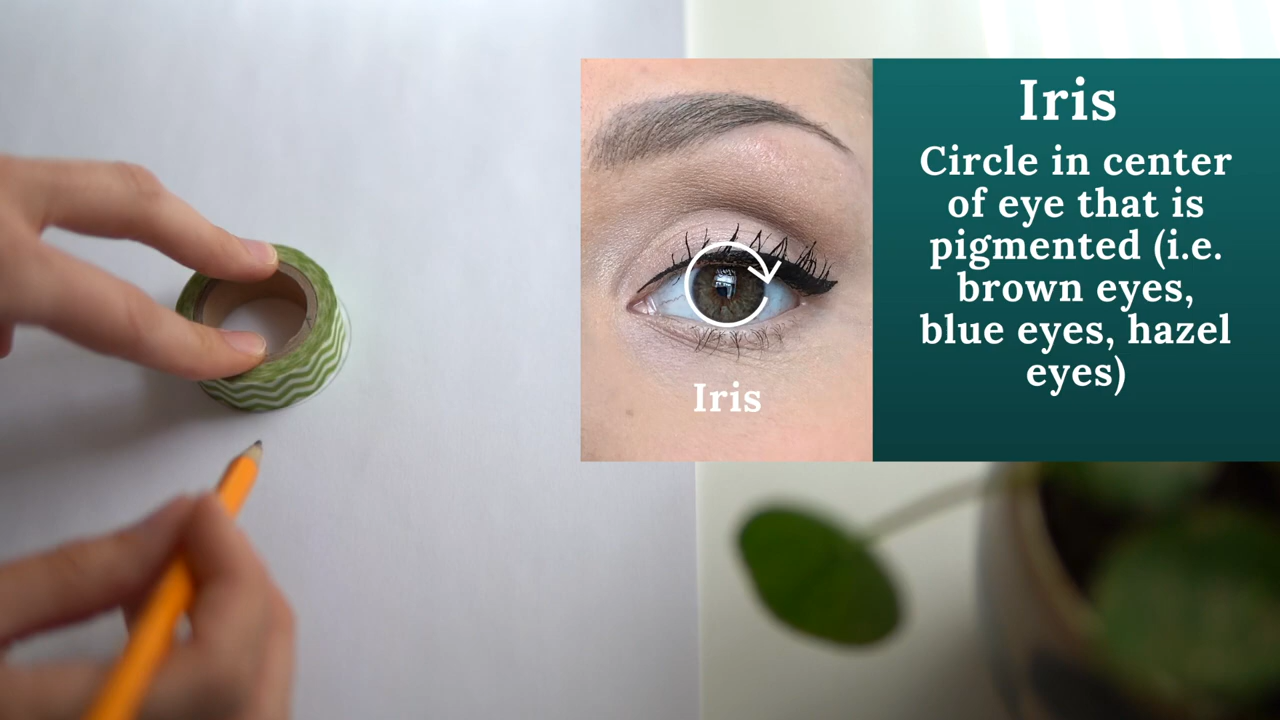 Iris
Circle in center
of eye that is
pigmented (i.e.
brown eyes,
blue eyes, hazel
eyes)
Iris